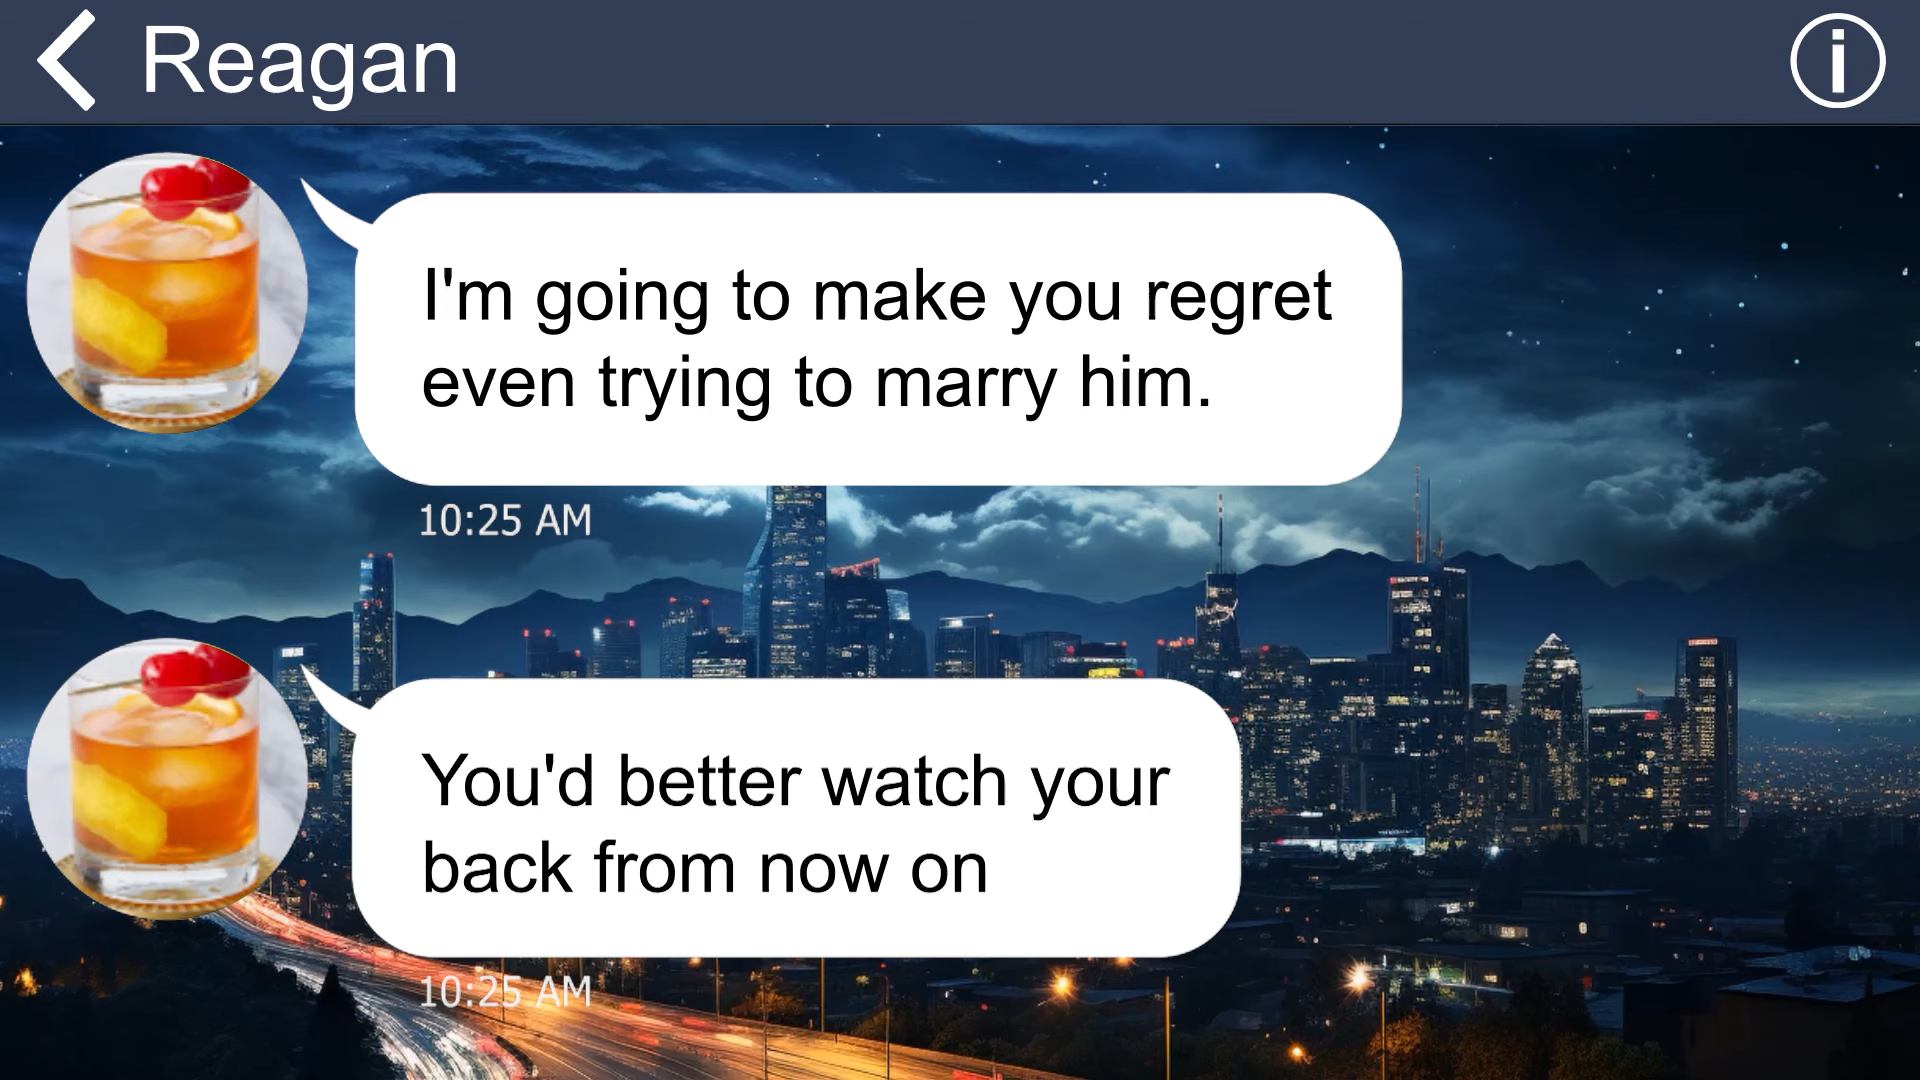 Reagan
I'm going to make you regret
even trying to marry him.
10:25 AM
You'd better watch your
back from now on
10:25 AM